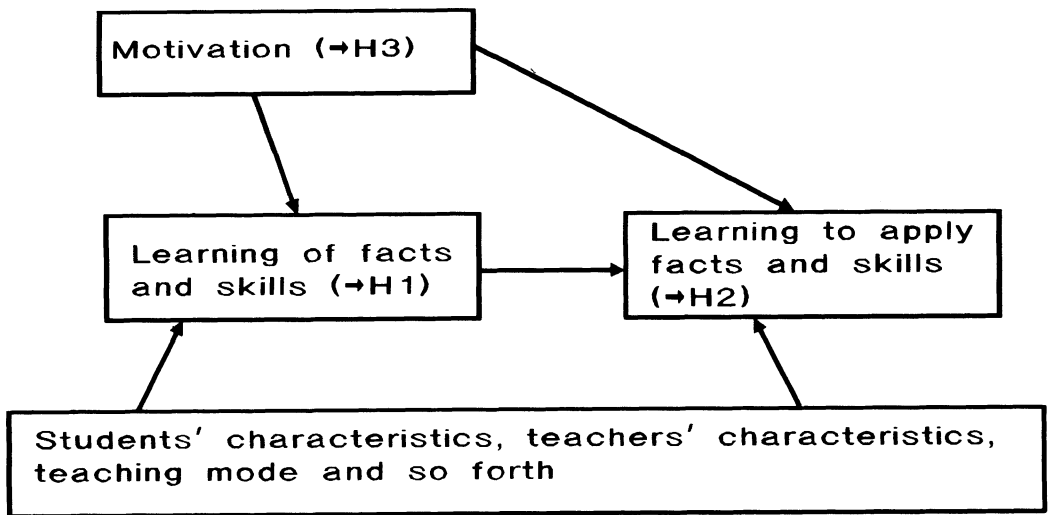 Motivation (→H3)
Learning of facts
and skills (→H1)
Learning to apply
facts and skills
(→H2)
Students' characteristics, teachers' characteristics,
teaching mode and so forth